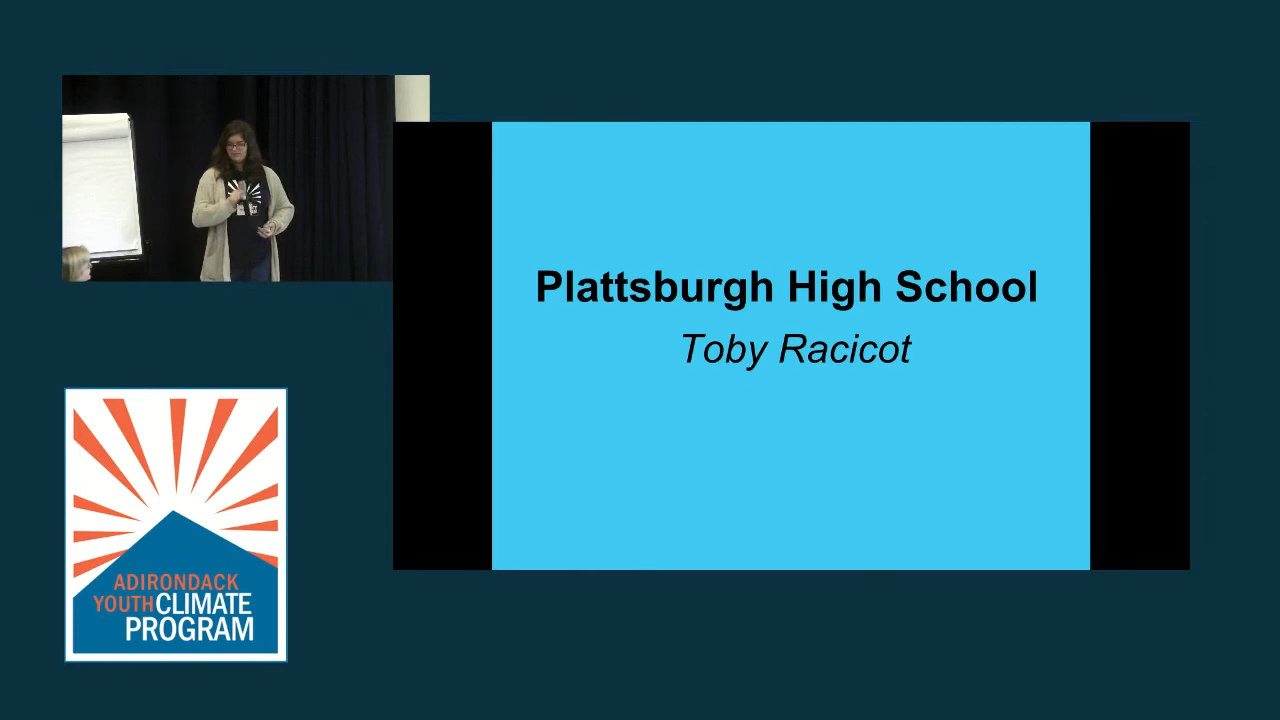 Plattsburgh High School
Toby Racicot
ADIRONDACK
YOUTH CLIMATE
PROGRAM